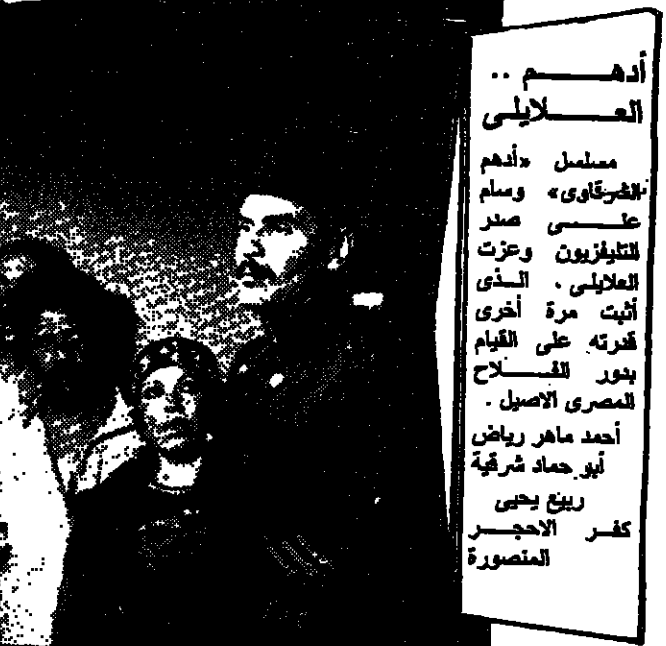 أدهم ..
العلايلى
مسلسل «أدهم
الشرقاوى» وسام
على صدر
التليفزيون وعزت
العلايلى . الذى
أثبت مرة أخرى
قدرته على القيام
بدور الفلاح
المصرى الاصيل .
أحمد ماهر رياض
أبو حماد شرقية
ربيع يحيى
كفر الاحجر
المنصورة